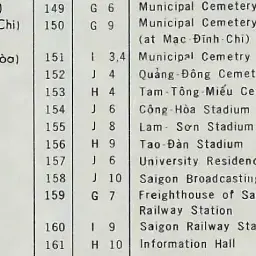 149 G 6 Municipal Cemetery
Chi) 150 G 9 Municipal Cemetery
(at Mac-Đĩnh-Chi)
òa) 151 I 3,4 Municipal Cemetry
152 J 4 Quảng-Đông Cemet
153 H 4 Tam-Tông-Miếu Ce
154 J 6 Công-Hòa Stadium
155 J 8 Lam-Sơn Stadium
156 H 9 Tao-Đàn Stadium
157 J 6 University Residenc
158 J 10 Saigon Broadcasting
159 G 7 Freighthouse of Sa
Railway Station
160 I 9 Saigon Railway Sta
161 H 10 Information Hall